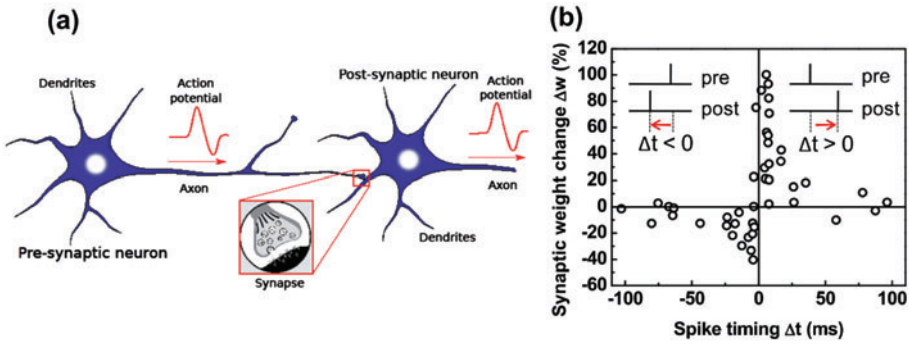 (a)
Dendrites
Action
potential
Post-synaptic neuron
Action
potential
Axon
Axon
Pre-synaptic neuron
Dendrites
Synapse
(b)
Synaptic weight change Δw (%)
120
100
80
60
40
20
0
-20
-40
-60
pre
post
Δt < 0
pre
post
Δt > 0
-100
-50
0
50
100
Spike timing Δt (ms)